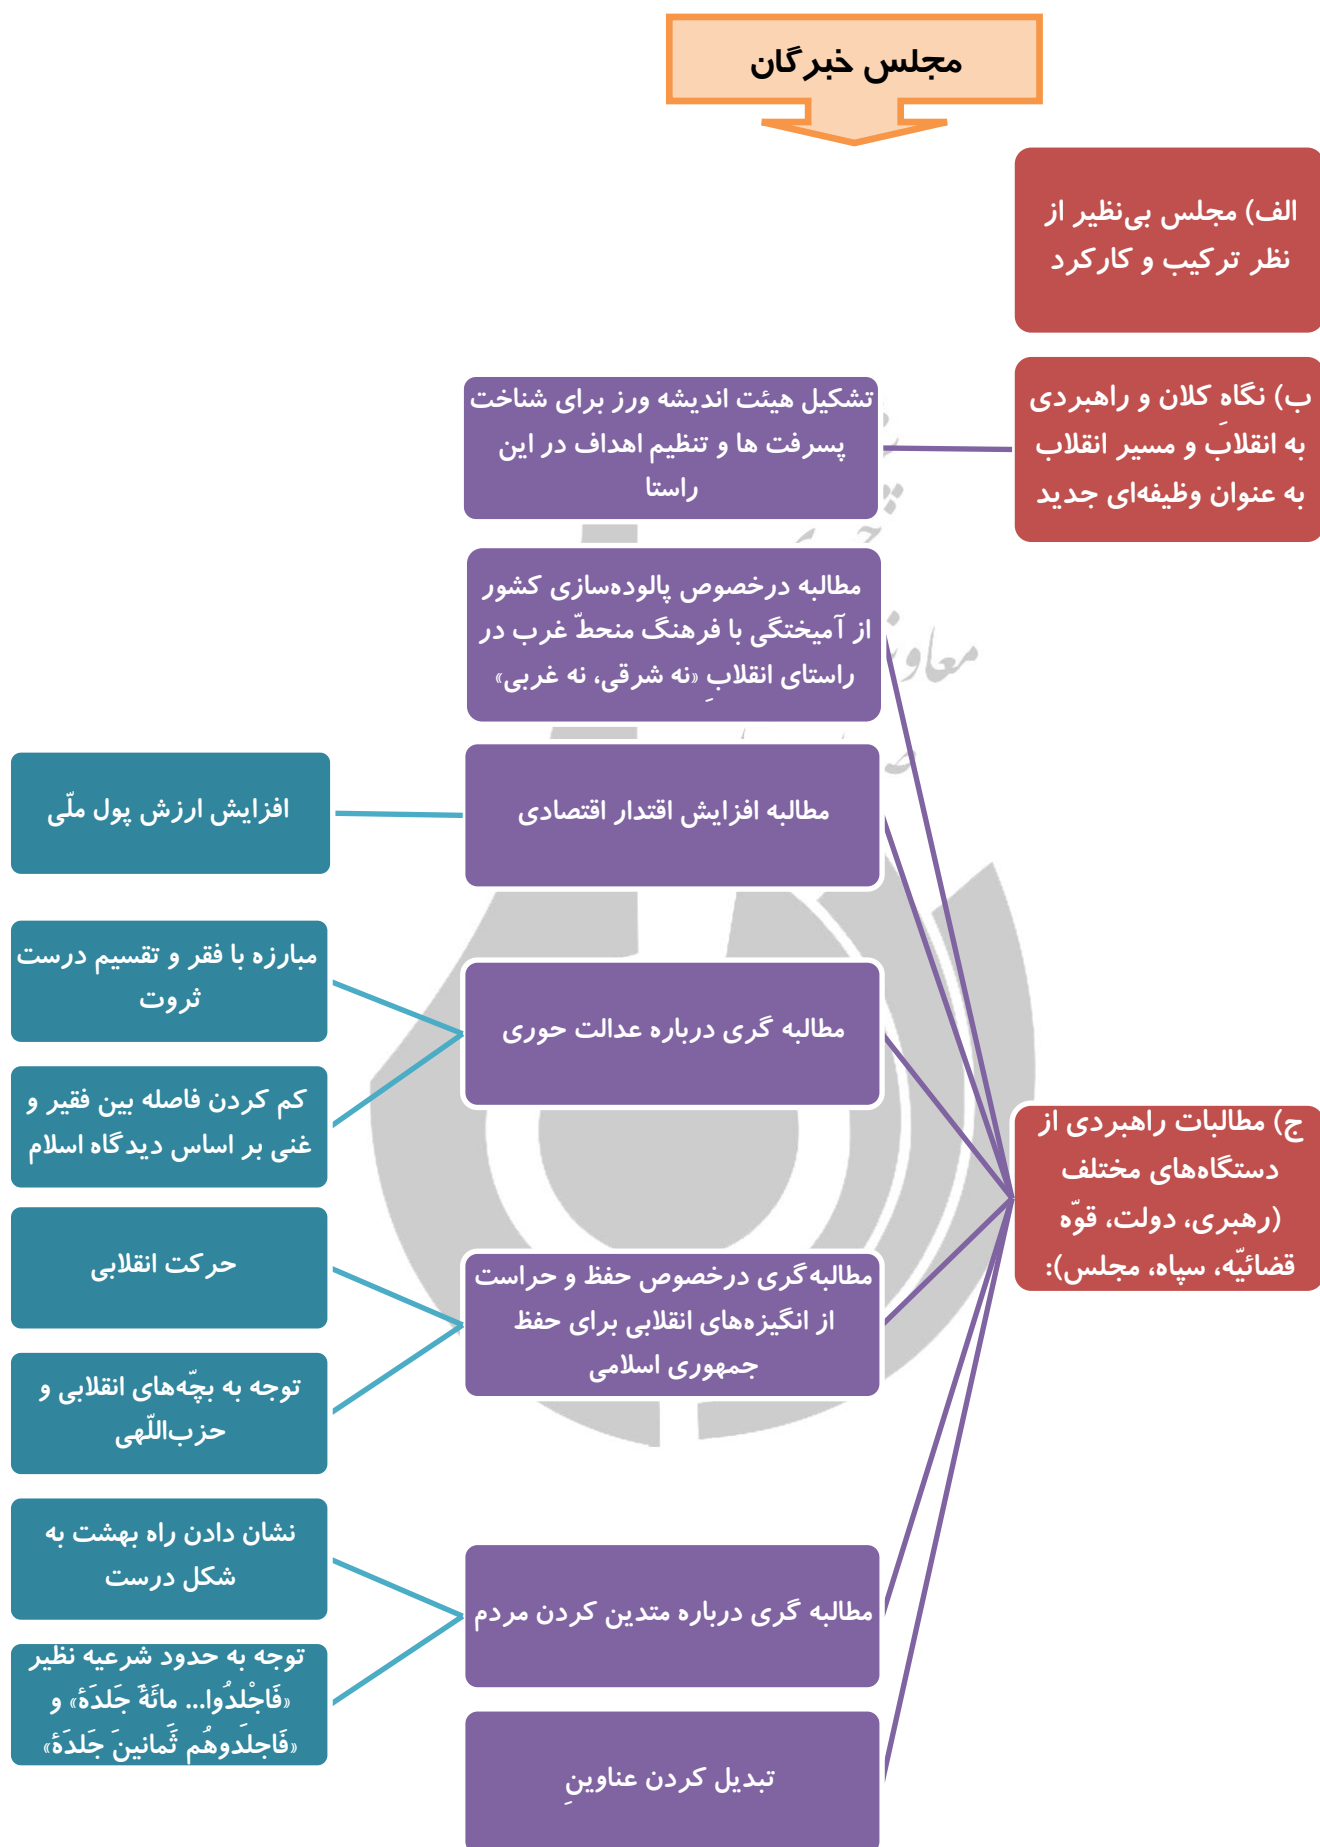 مجلس خبرگان
الف) مجلس بی‌نظیر از
نظر ترکیب و کارکرد
ب) نگاه کلان و راهبردی
به انقلابَ و مسیر انقلاب
به عنوان وظیفه‌ای جدید
تشکیل هیئت اندیشه ورز برای شناخت
پسرفت ها و تنظیم اهداف در این
راستا
ج) مطالبات راهبردی از
دستگاه‌های مختلف
(رهبری، دولت، قوّه
قضائیّه، سپاه، مجلس):
مطالبه درخصوص پالوده‌سازی کشور
از آمیختگی با فرهنگ منحطّ غرب در
راستای انقلابِ «نه شرقی، نه غربی»
مطالبه افزایش اقتدار اقتصادی
افزایش ارزش پول ملّی
مطالبه گری درباره عدالت حوری
مبارزه با فقر و تقسیم درست
ثروت
کم کردن فاصله بین فقیر و
غنی بر اساس دیدگاه اسلام
مطالبه‌گری درخصوص حفظ و حراست
از انگیزه‌های انقلابی برای حفظ
جمهوری اسلامی
حرکت انقلابی
توجه به بچّه‌های انقلابی و
حزب‌اللّهی
مطالبه گری درباره متدین کردن مردم
نشان دادن راه بهشت به
شکل درست
توجه به حدود شرعیه نظیر
«فَاجْلدُوا... مائَةَ جَلدَة» و
«فَاجلَدوهُم ثَمانینَ جَلدَة»
تبدیل کردن عناوینِ
معاو